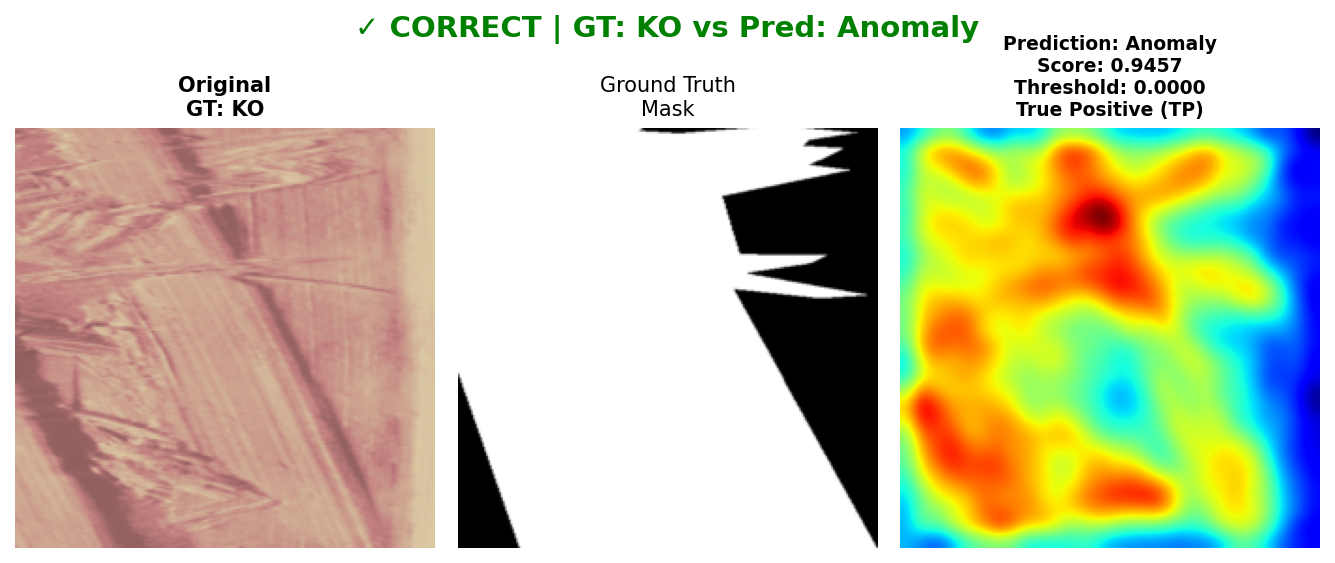 ✓ CORRECT | GT: KO vs Pred: Anomaly
Original
GT: KO
Ground Truth
Mask
Prediction: Anomaly
Score: 0.9457
Threshold: 0.0000
True Positive (TP)